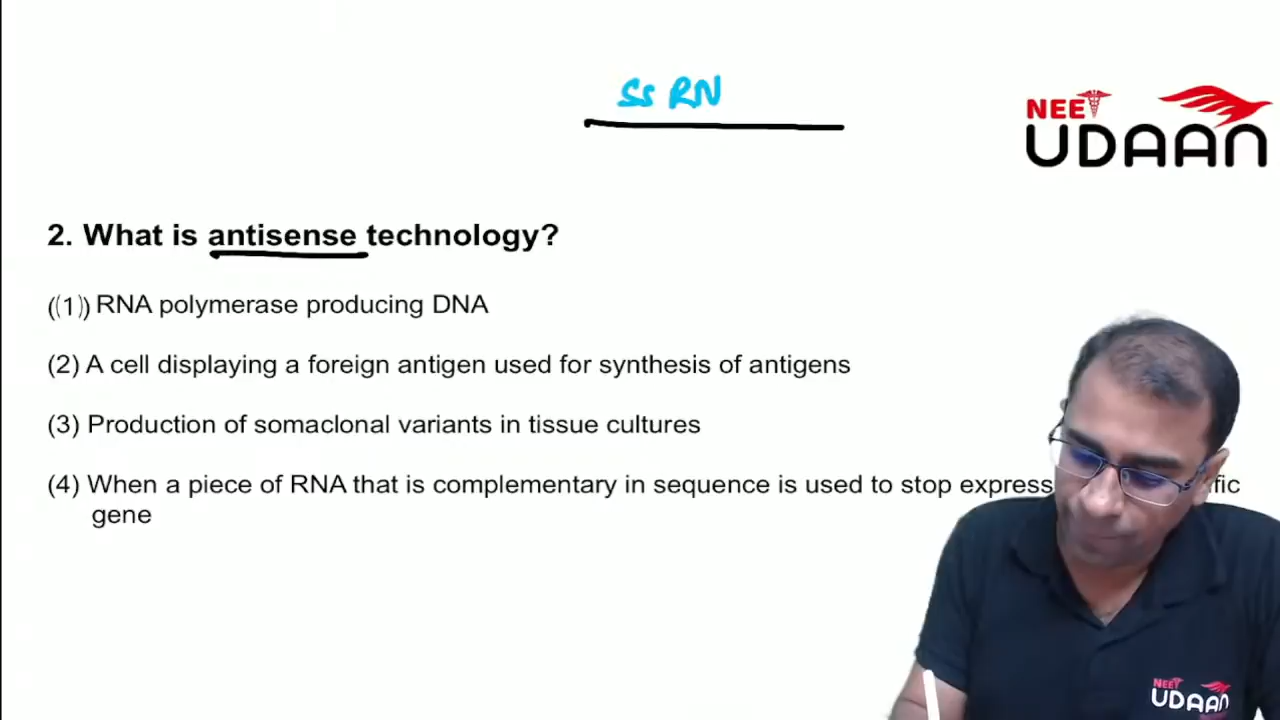 Ss RN
NEET
UDAAN
2. What is antisense technology?
((1)) RNA polymerase producing DNA
(2) A cell displaying a foreign antigen used for synthesis of antigens
(3) Production of somaclonal variants in tissue cultures
(4) When a piece of RNA that is complementary in sequence is used to stop
gene
NEET
UDAAN